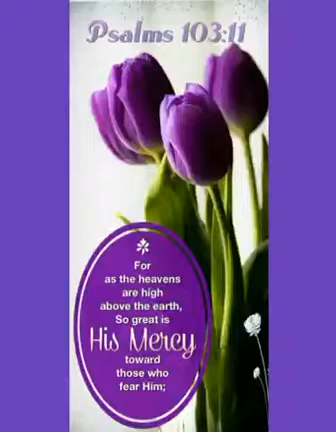 Psalms 103:11
For
as the heavens
are high
above the earth,
So great is
His Mercy
toward
those who
fear Him;